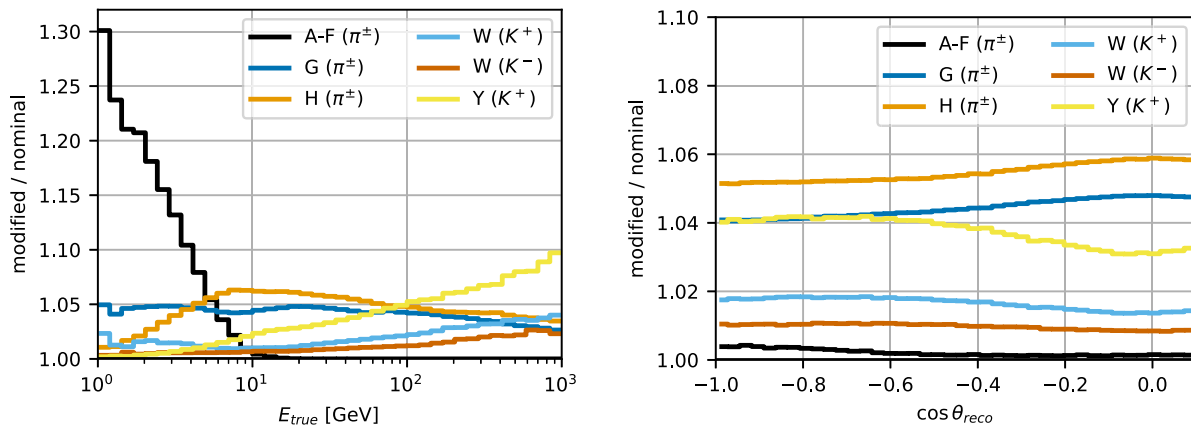 1.30
1.25
1.20
1.15
1.10
1.05
1.00
modified / nominal
A-F (π±)
G (π±)
H (π±)
W (K+)
W (K−)
Y (K+)
10⁰
10¹
10²
10³
E_true [GeV]
1.10
1.08
1.06
1.04
1.02
1.00
modified / nominal
A-F (π±)
G (π±)
H (π±)
W (K+)
W (K−)
Y (K+)
-1.0
−0.8
−0.6
−0.4
−0.2
0.0
cos θ_reco